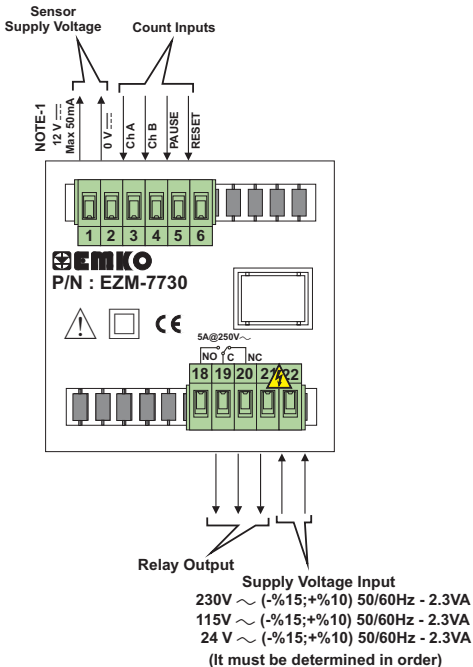 Sensor
Supply Voltage
Count Inputs
NOTE-1
12 V
Max 50mA
0 V
Ch A
Ch B
PAUSE
RESET
1 2 3 4 5 6
EMKO
P/N : EZM-7730
CE
5A@250V~
NO C NC
18 19 20 21 22
Relay Output
Supply Voltage Input
230V ~ (-%15;+%10) 50/60Hz - 2.3VA
115V ~ (-%15;+%10) 50/60Hz - 2.3VA
24 V ~ (-%15;+%10) 50/60Hz - 2.3VA
(It must be determined in order)